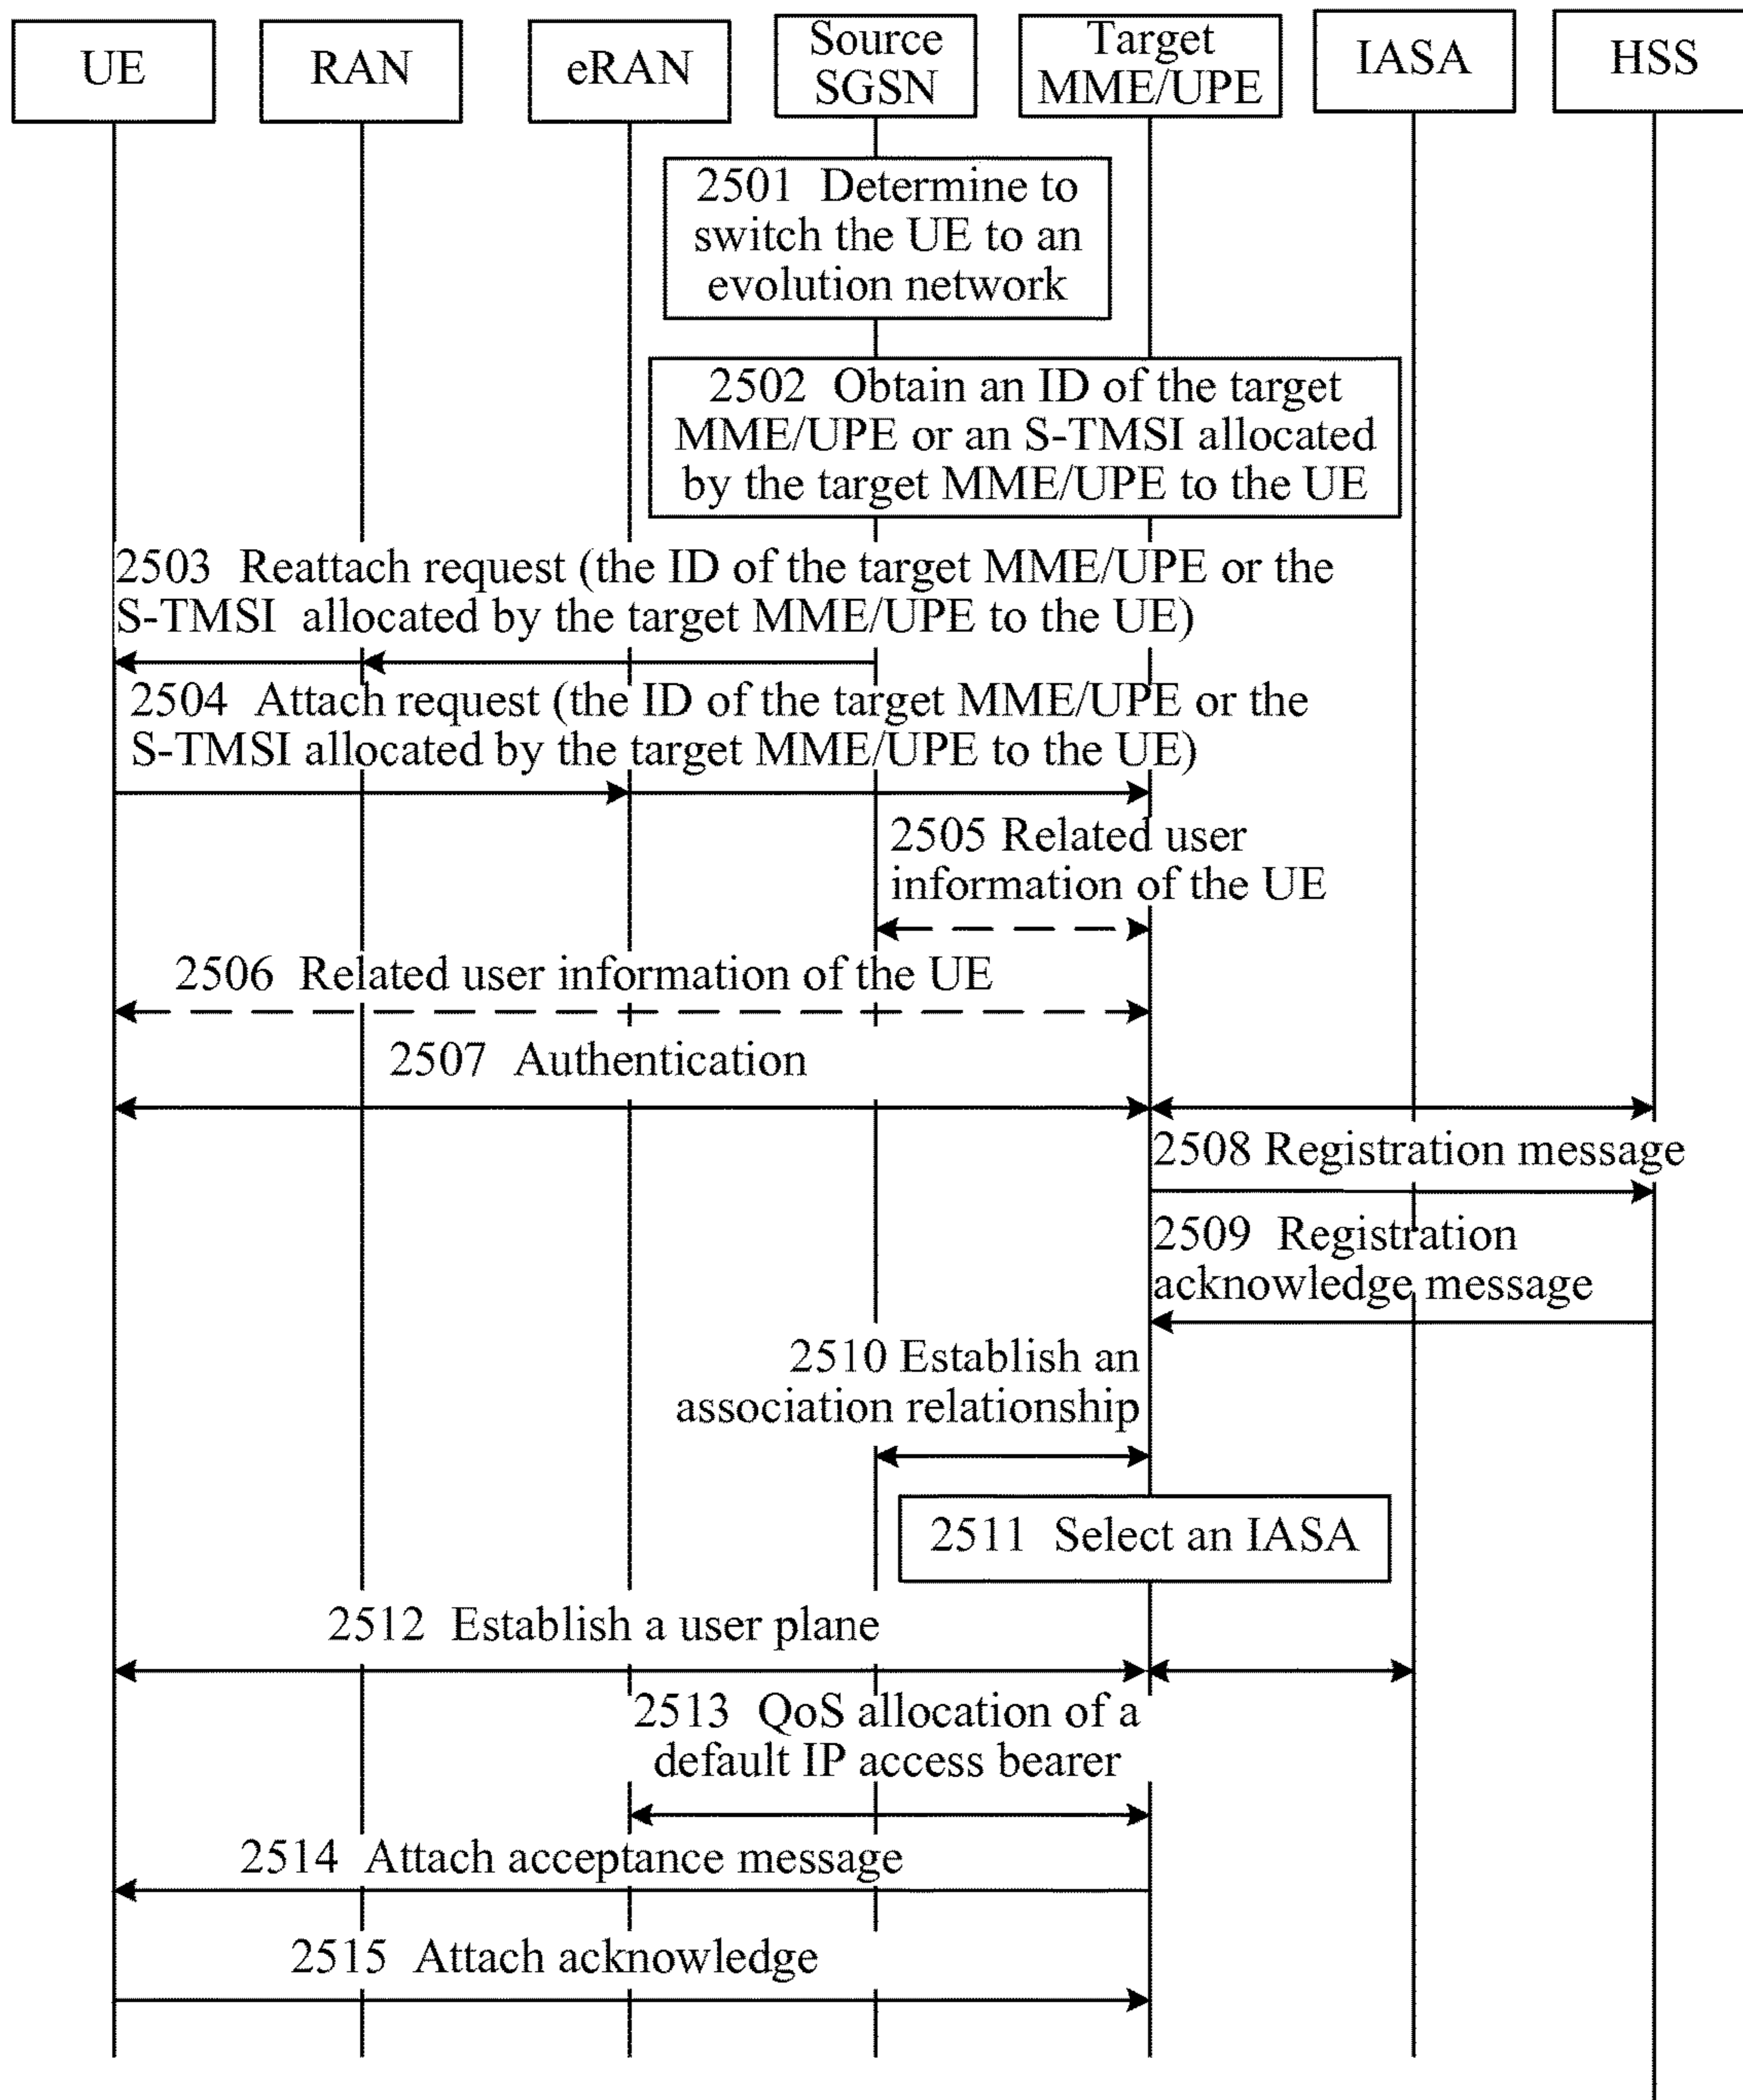 UE
RAN
eRAN
Source
SGSN
Target
MME/UPE
IASA
HSS
2501 Determine to
switch the UE to an
evolution network
2502 Obtain an ID of the target
MME/UPE or an S-TMSI allocated
by the target MME/UPE to the UE
2503 Reattach request (the ID of the target MME/UPE or the
S-TMSI allocated by the target MME/UPE to the UE)
2504 Attach request (the ID of the target MME/UPE or the
S-TMSI allocated by the target MME/UPE to the UE)
2505 Related user
information of the UE
2506 Related user information of the UE
2507 Authentication
2508 Registration message
2509 Registration
acknowledge message
2510 Establish an
association relationship
2511 Select an IASA
2512 Establish a user plane
2513 QoS allocation of a
default IP access bearer
2514 Attach acceptance message
2515 Attach acknowledge